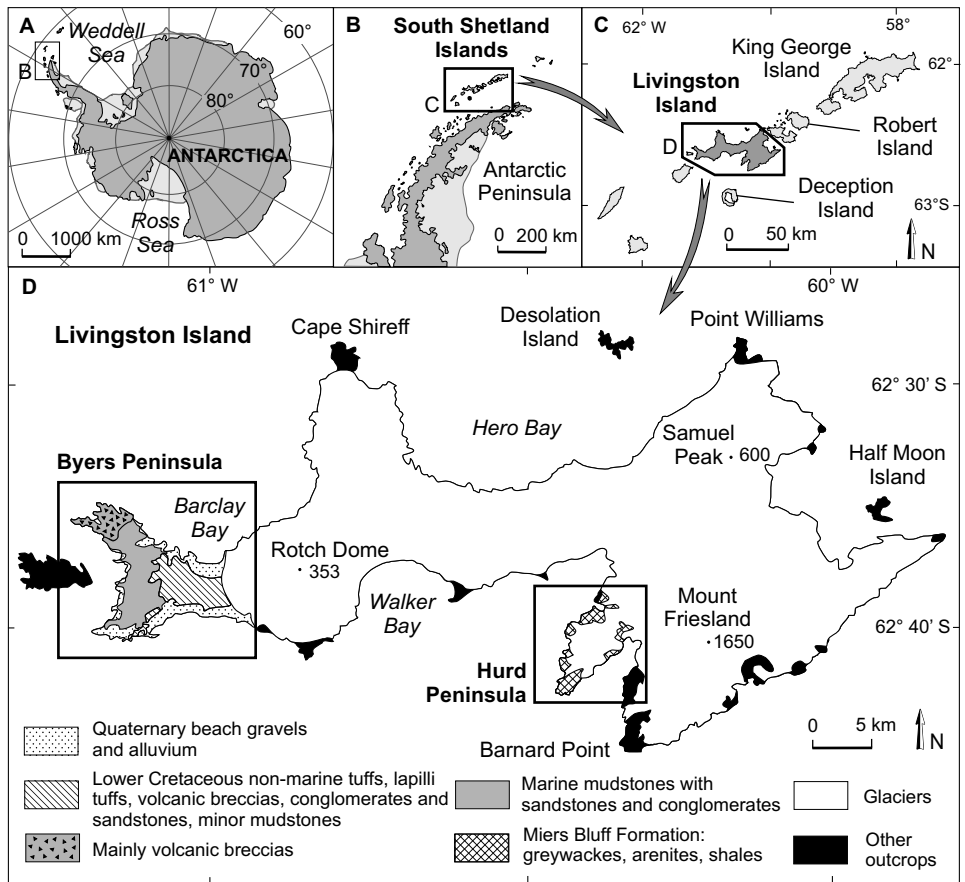 A
Weddell
Sea
60°
70°
80°
B
ANTARCTICA
Ross
Sea
0 1000 km
B
South Shetland
Islands
C
Antarctic
Peninsula
0 200 km
C
62° W
58°
King George
Island
62°
Livingston
Island
D
Robert
Island
Deception
Island
63°S
0 50 km
N
D
61° W
60° W
Livingston Island
Cape Shireff
Desolation
Island
Point Williams
62° 30' S
Hero Bay
Samuel
Peak
600
Half Moon
Island
Byers Peninsula
Barclay
Bay
Rotch Dome
353
Walker
Bay
Mount
Friesland
1650
62° 40' S
Hurd
Peninsula
Barnard Point
0 5 km
N
Quaternary beach gravels
and alluvium
Lower Cretaceous non-marine tuffs, lapilli
tuffs, volcanic breccias, conglomerates and
sandstones, minor mudstones
Mainly volcanic breccias
Marine mudstones with
sandstones and conglomerates
Miers Bluff Formation:
greywackes, arenites, shales
Glaciers
Other
outcrops